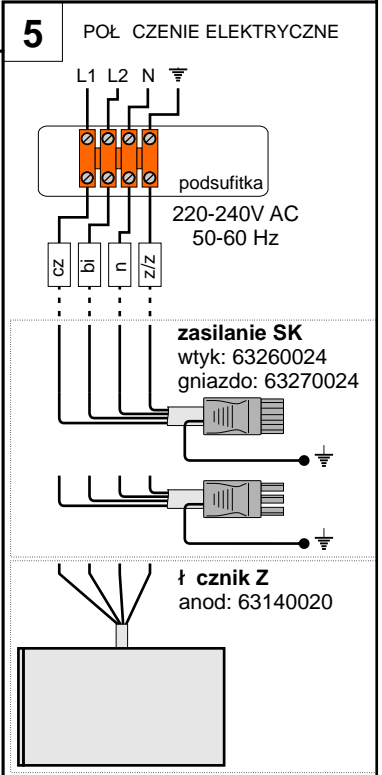 5
POŁ CZENIE ELEKTRYCZNE
L1 L2 N
podsufitka
220-240V AC
50-60 Hz
cz bi n z/z
zasilanie SK
wtyk: 63260024
gniazdo: 63270024
ł cznik Z
anod: 63140020